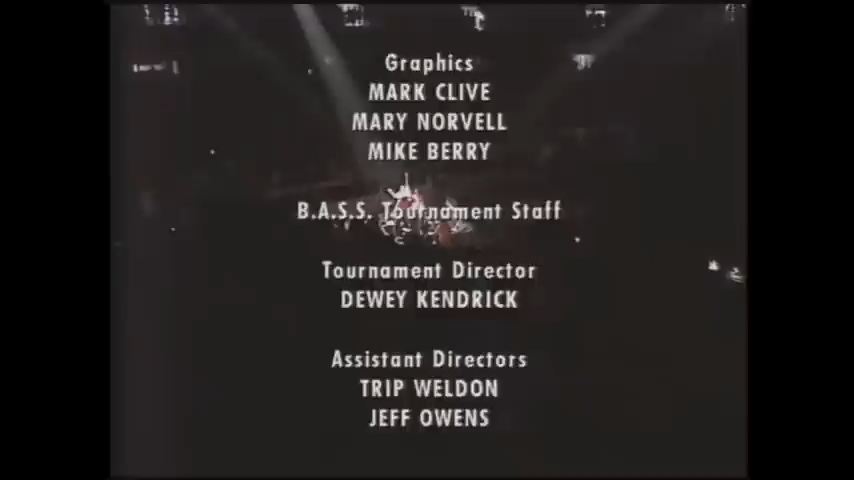 Graphics
MARK CLIVE
MARY NORVELL
MIKE BERRY
B.A.S.S. Tournament Staff
Tournament Director
DEWEY KENDRICK
Assistant Directors
TRIP WELDON
JEFF OWENS